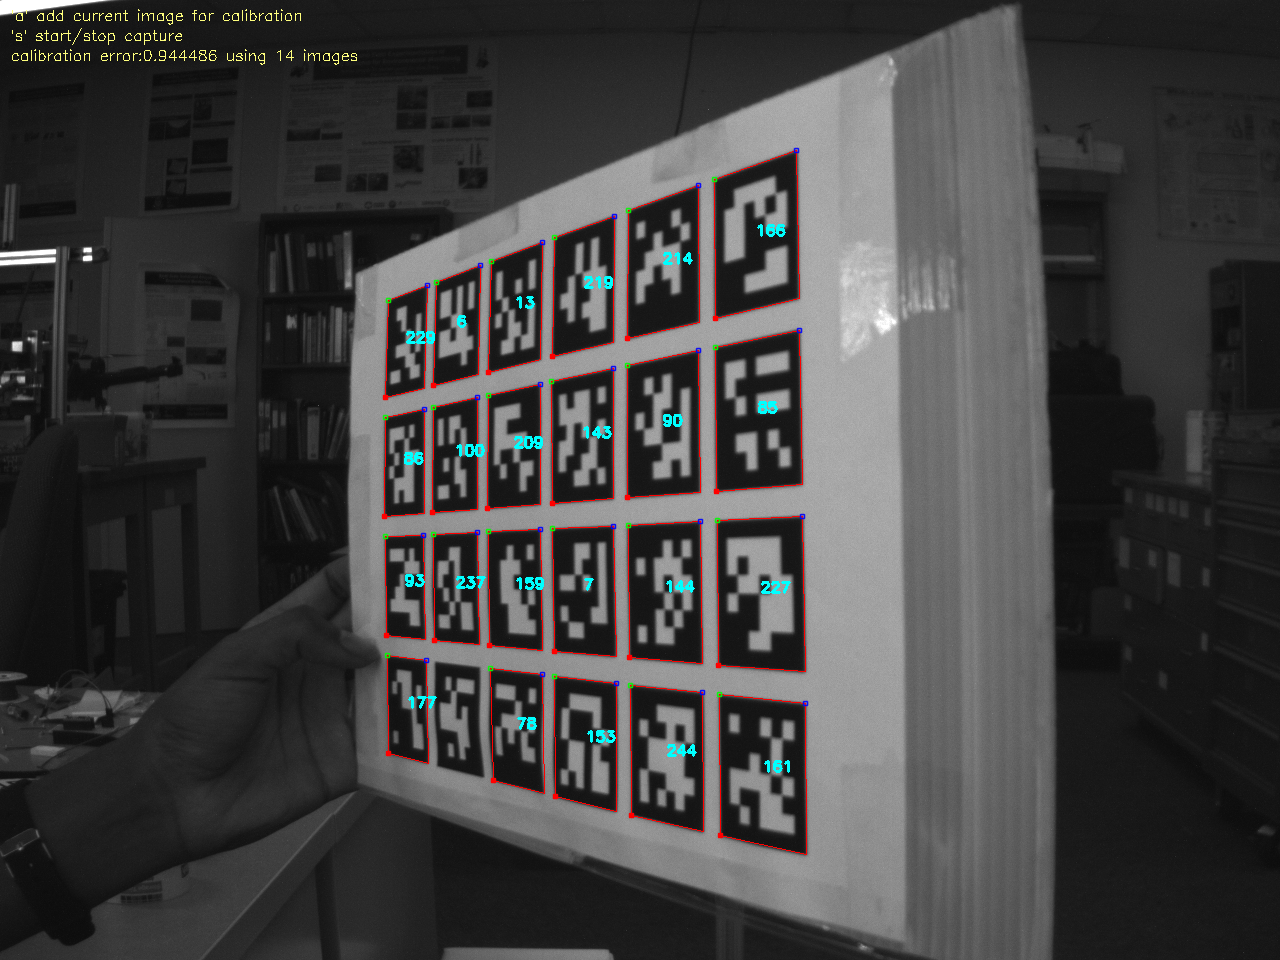 'a' add current image for calibration
's' start/stop capture
calibration error:0.944486 using 14 images
229 6 13 219 214 166
86 100 209 143 90 85
93 237 159 7 144 227
177 78 153 244 161